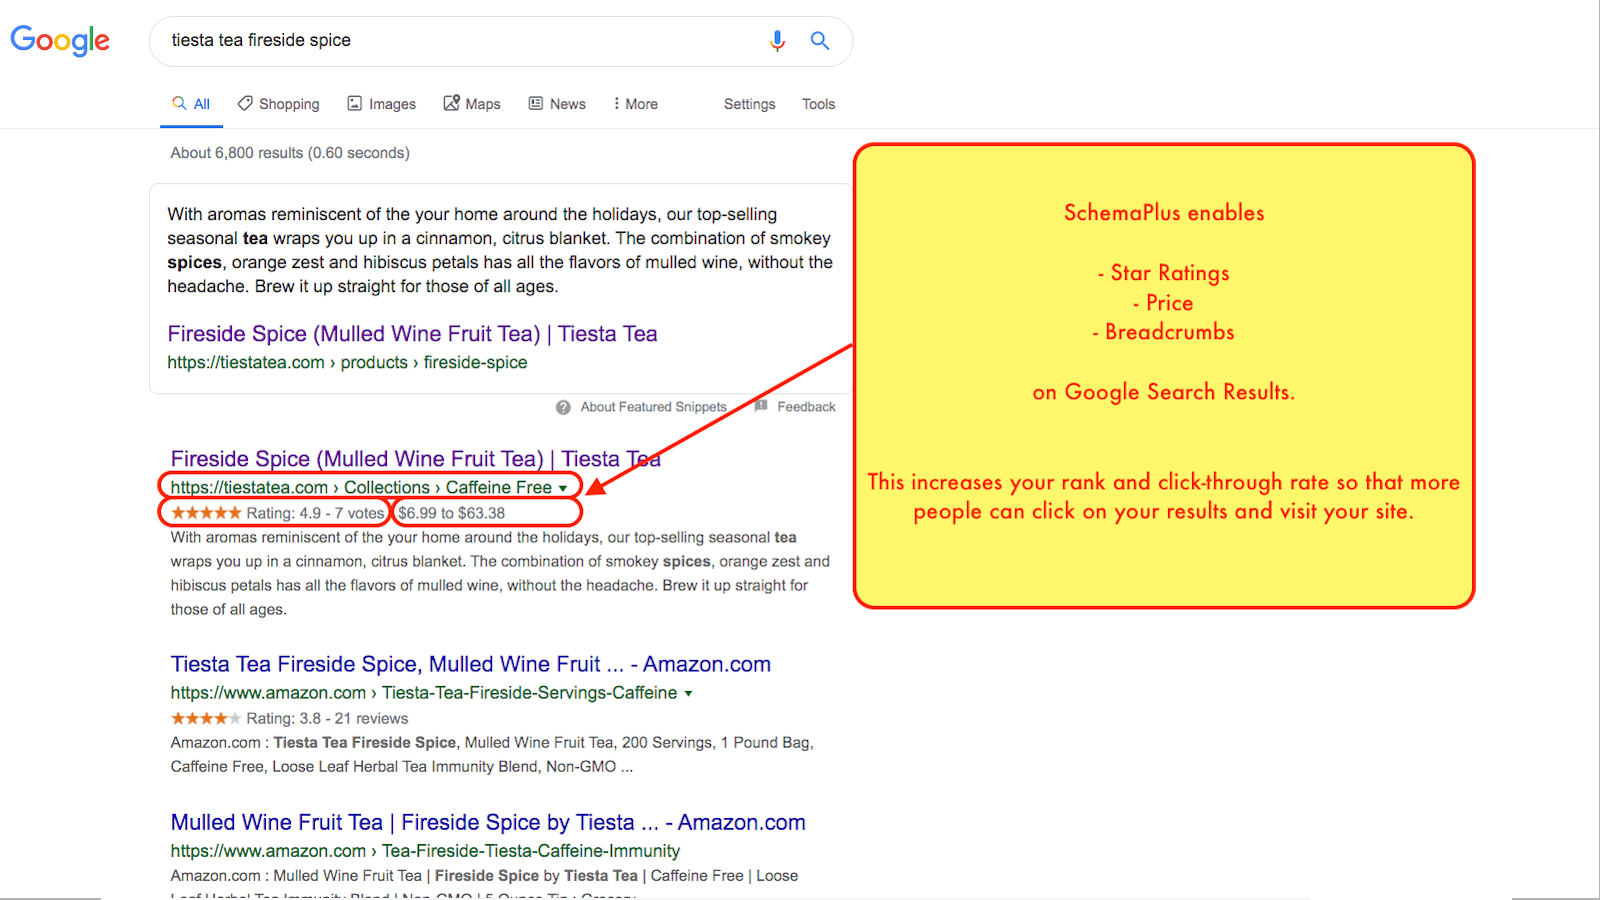 Google
tiesta tea fireside spice
All Shopping Images Maps News More Settings Tools
About 6,800 results (0.60 seconds)
With aromas reminiscent of the your home around the holidays, our top-selling
seasonal tea wraps you up in a cinnamon, citrus blanket. The combination of smokey
spices, orange zest and hibiscus petals has all the flavors of mulled wine, without the
headache. Brew it up straight for those of all ages.
Fireside Spice (Mulled Wine Fruit Tea) | Tiesta Tea
https://tiestatea.com › products › fireside-spice
About Featured Snippets Feedback
Fireside Spice (Mulled Wine Fruit Tea) | Tiesta Tea
https://tiestatea.com › Collections › Caffeine Free
Rating: 4.9 - 7 votes $6.99 to $63.38
With aromas reminiscent of the your home around the holidays, our top-selling seasonal tea
wraps you up in a cinnamon, citrus blanket. The combination of smokey spices, orange zest and
hibiscus petals has all the flavors of mulled wine, without the headache. Brew it up straight for
those of all ages.
Tiesta Tea Fireside Spice, Mulled Wine Fruit ... - Amazon.com
https://www.amazon.com › Tiesta-Tea-Fireside-Servings-Caffeine
Rating: 3.8 - 21 reviews
Amazon.com : Tiesta Tea Fireside Spice, Mulled Wine Fruit Tea, 200 Servings, 1 Pound Bag,
Caffeine Free, Loose Leaf Herbal Tea Immunity Blend, Non-GMO ...
Mulled Wine Fruit Tea | Fireside Spice by Tiesta ... - Amazon.com
https://www.amazon.com › Tea-Fireside-Tiesta-Caffeine-Immunity
Amazon.com : Mulled Wine Fruit Tea | Fireside Spice by Tiesta Tea | Caffeine Free | Loose
Leaf Herbal Tea Immunity Blend | Non-GMO | 5 Ounce Tin : Grocery
SchemaPlus enables
- Star Ratings
- Price
- Breadcrumbs
on Google Search Results.
This increases your rank and click-through rate so that more
people can click on your results and visit your site.